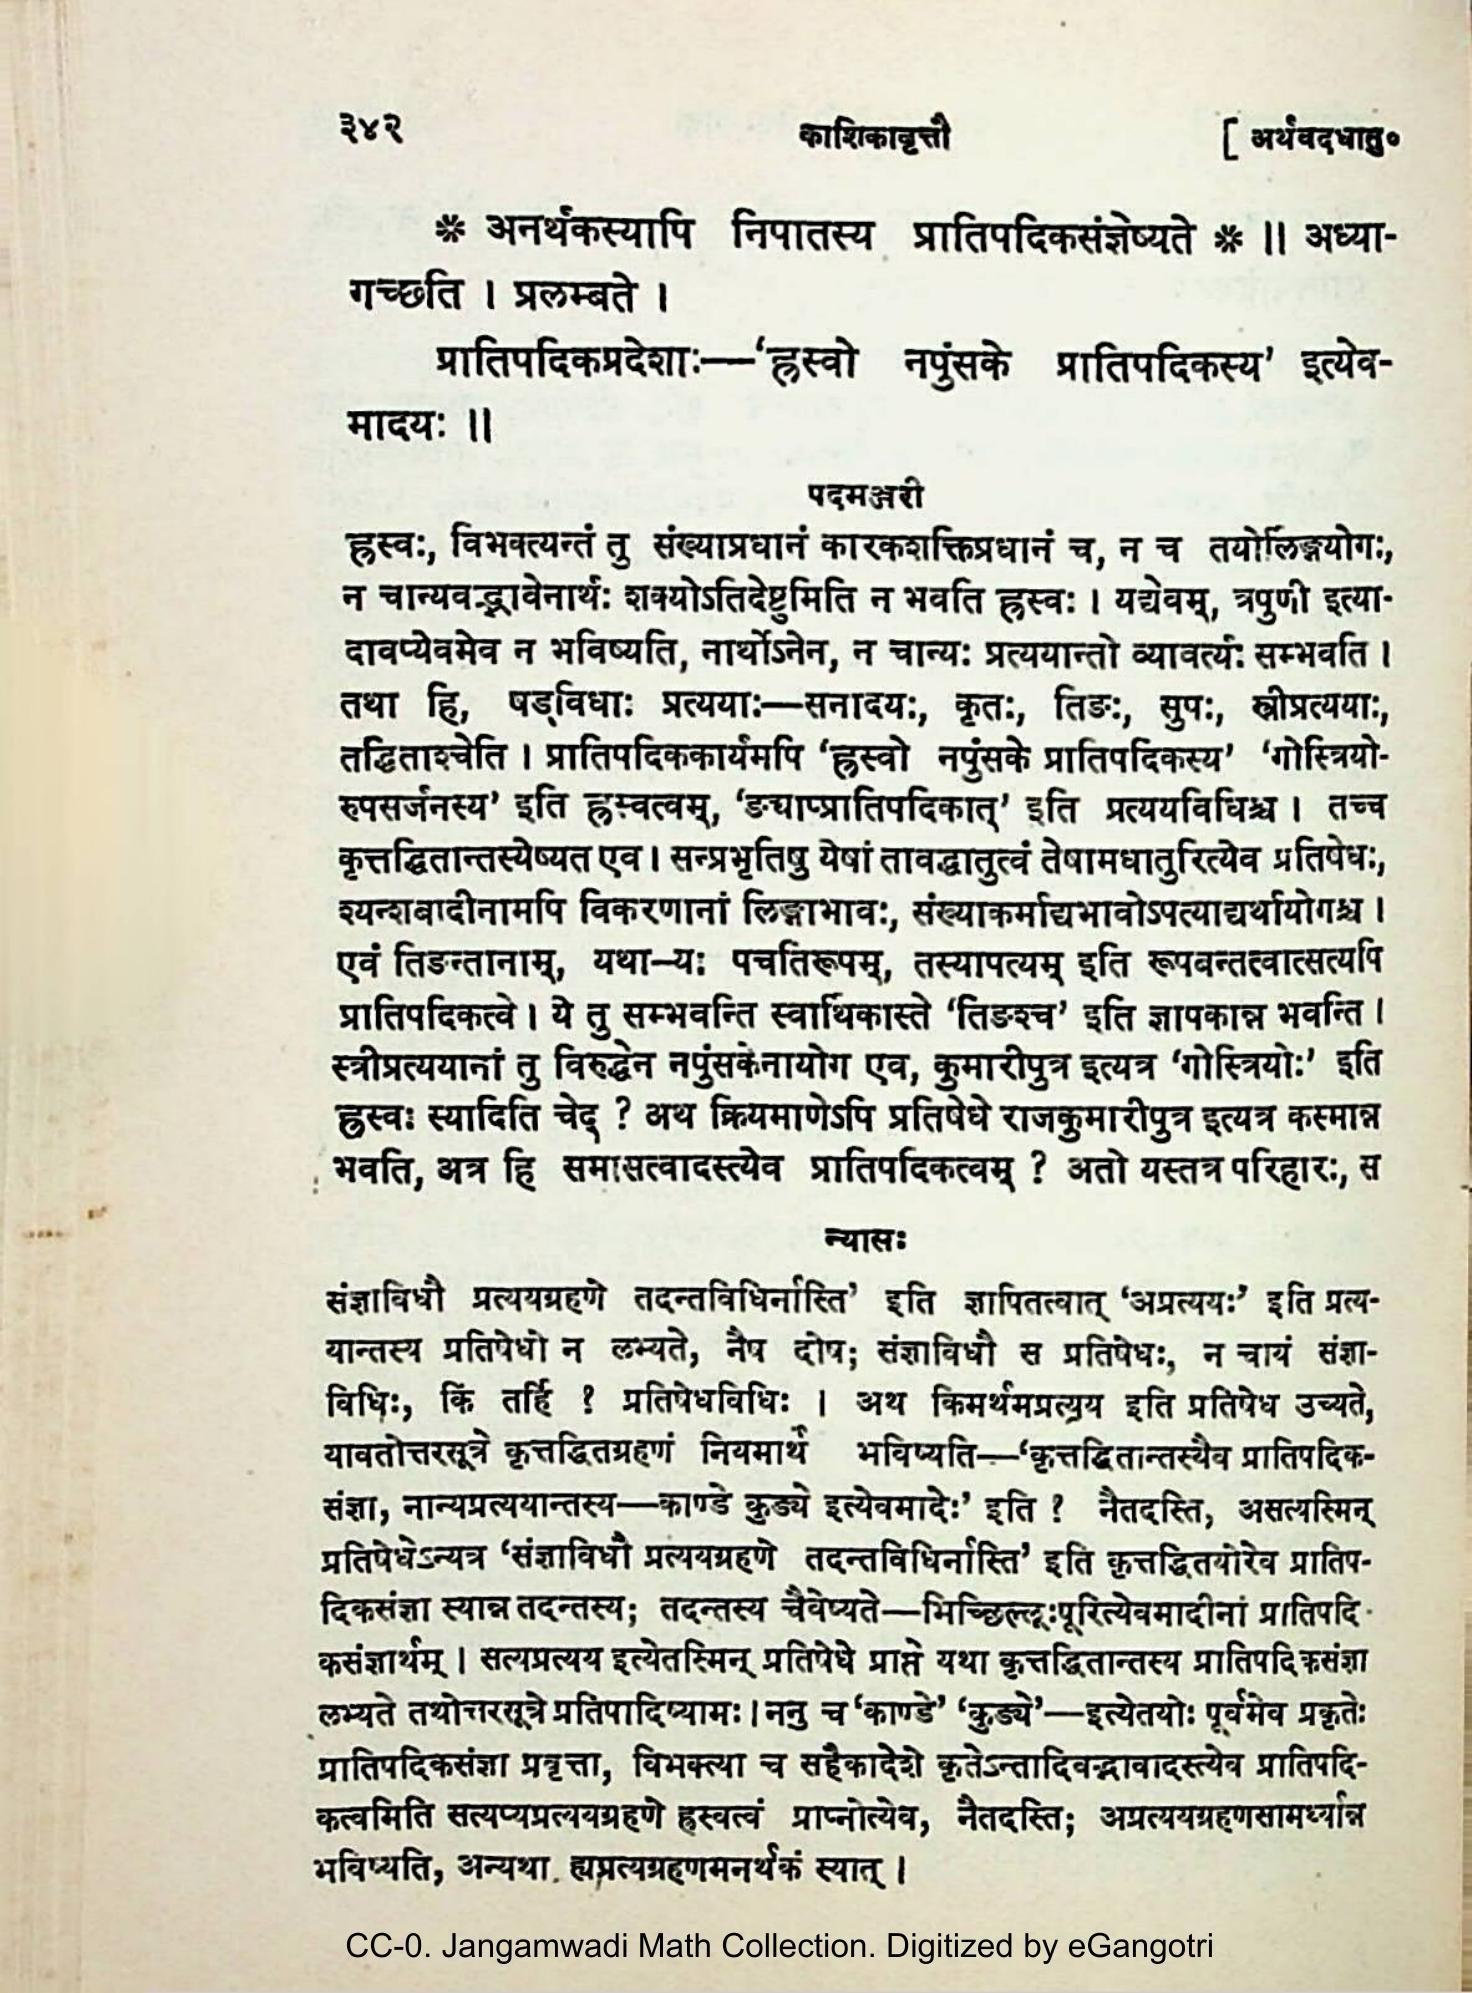 ३४२ काशिकावृत्तौ [ अर्थवदधातु०
* अनर्थकस्यापि निपातस्य प्रातिपदिकसंज्ञेष्यते * ॥ अध्या-
गच्छति । प्रलम्बते ।
प्रातिपदिकप्रदेशाः—‘ह्रस्वो नपुंसके प्रातिपदिकस्य’ इत्येव-
मादयः ॥
पदमञ्जरी
ह्रस्वः, विभक्त्यन्तं तु संख्याप्रधानं कारकशक्तिप्रधानं च, न च तयोर्लिङ्गयोगः,
न चान्यवद्भावेनार्थः शक्योऽतिदेष्टुमिति न भवति ह्रस्वः । यद्येवम्, त्रपुणी इत्या-
दावप्येवमेव न भविष्यति, नार्थोऽनेन, न चान्यः प्रत्ययान्तो व्यावर्त्यः सम्भवति ।
तथा हि, षड्विधाः प्रत्ययाः—सनादयः, कृतः, तिङः, सुपः, स्त्रीप्रत्ययाः,
तद्धिताश्चेति । प्रातिपदिककार्यमपि ‘ह्रस्वो नपुंसके प्रातिपदिकस्य’ ‘गोस्त्रियो-
रुपसर्जनस्य’ इति ह्रस्वत्वम्, ‘ङ्याप्प्रातिपदिकात्’ इति प्रत्ययविधिश्च । तच्च
कृत्तद्धितान्तस्येष्यत एव । सन्प्रभृतिषु येषां तावद्धातुत्वं तेषामधातुरित्येव प्रतिषेधः,
श्यन्शबादीनामपि विकरणानां लिङ्गाभावः, संख्याकर्माद्यभावोऽपत्याद्यर्थायोगश्च ।
एवं तिङन्तानाम्, यथा–यः पचतिरूपम्, तस्यापत्यम् इति रूपबन्तत्वात्सत्यपि
प्रातिपदिकत्वे । ये तु सम्भवन्ति स्वार्थिकास्ते ‘तिङश्च’ इति ज्ञापकान्न भवन्ति ।
स्त्रीप्रत्ययानां तु विरुद्धेन नपुंसकेनायोग एव, कुमारीपुत्र इत्यत्र ‘गोस्त्रियोः’ इति
ह्रस्वः स्यादिति चेद् ? अथ क्रियमाणेऽपि प्रतिषेधे राजकुमारीपुत्र इत्यत्र कस्मान्न
भवति, अत्र हि समासत्वादस्त्येव प्रातिपदिकत्वम् ? अतो यस्तत्र परिहारः, स
न्यासः
संज्ञाविधौ प्रत्ययग्रहणे तदन्तविधिर्नास्ति’ इति ज्ञापितत्वात् ‘अप्रत्ययः’ इति प्रत्य-
यान्तस्य प्रतिषेधो न लभ्यते, नैष दोष; संज्ञाविधौ स प्रतिषेधः, न चायं संज्ञा-
विधिः, किं तर्हि ? प्रतिषेधविधिः । अथ किमर्थमप्रत्यय इति प्रतिषेध उच्यते,
यावतोत्तरसूत्रे कृत्तद्धितग्रहणं नियमार्थं भविष्यति—‘कृत्तद्धितान्तस्यैव प्रातिपदिक-
संज्ञा, नान्यप्रत्ययान्तस्य—काण्डे कुड्ये इत्येवमादेः’ इति ? नैतदस्ति, असत्यस्मिन्
प्रतिषेधेऽन्यत्र ‘संज्ञाविधौ प्रत्ययग्रहणे तदन्तविधिर्नास्ति’ इति कृत्तद्धितयोरेव प्रातिप-
दिकसंज्ञा स्यान्न तदन्तस्य; तदन्तस्य चैवेष्यते—भिच्छिल्लूःपूरित्येवमादीनां प्रातिपदि-
कसंज्ञार्थम् । सत्यप्रत्यय इत्येतस्मिन् प्रतिषेधे प्राप्ते यथा कृत्तद्धितान्तस्य प्रातिपदिकसंज्ञा
लभ्यते तथोत्तरसूत्रे प्रतिपादिष्यामः । ननु च ‘काण्डे’ ‘कुड्ये’—इत्येतयोः पूर्वमेव प्रकृतेः
प्रातिपदिकसंज्ञा प्रवृत्ता, विभक्त्या च सहैकादेशे कृतेऽन्तादिवद्भावादस्त्येव प्रातिपदि-
कत्वमिति सत्यप्यप्रत्ययग्रहणे ह्रस्वत्वं प्राप्नोत्येव, नैतदस्ति; अप्रत्ययग्रहणसामर्थ्यान्न
भविष्यति, अन्यथा ह्यप्रत्यग्रहणमनर्थकं स्यात् ।
CC-0. Jangamwadi Math Collection. Digitized by eGangotri